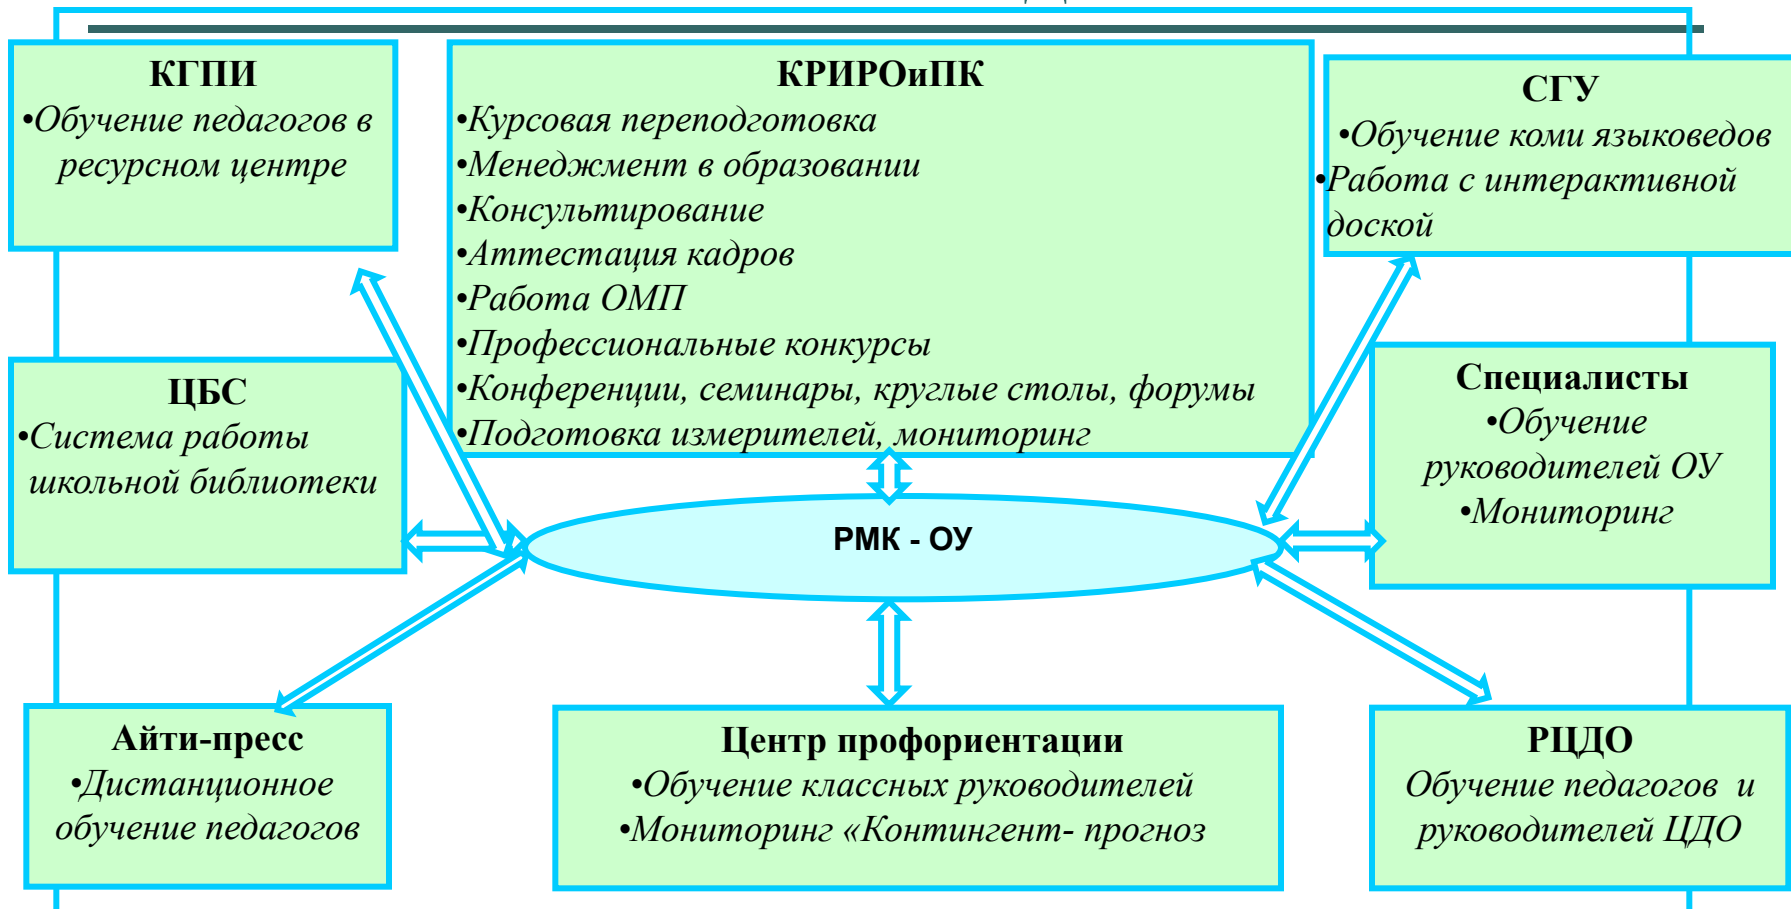 КГПИ
•Обучение педагогов в
ресурсном центре
КРИРОиПК
•Курсовая переподготовка
•Менеджмент в образовании
•Консультирование
•Аттестация кадров
•Работа ОМП
•Профессиональные конкурсы
•Конференции, семинары, круглые столы, форумы
•Подготовка измерителей, мониторинг
СГУ
•Обучение коми языковедов
•Работа с интерактивной
доской
ЦБС
•Система работы
школьной библиотеки
Специалисты
•Обучение
руководителей ОУ
•Мониторинг
РМК - ОУ
Айти-пресс
•Дистанционное
обучение педагогов
Центр профориентации
•Обучение классных руководителей
•Мониторинг «Контингент- прогноз
РЦДО
Обучение педагогов и
руководителей ЦДО